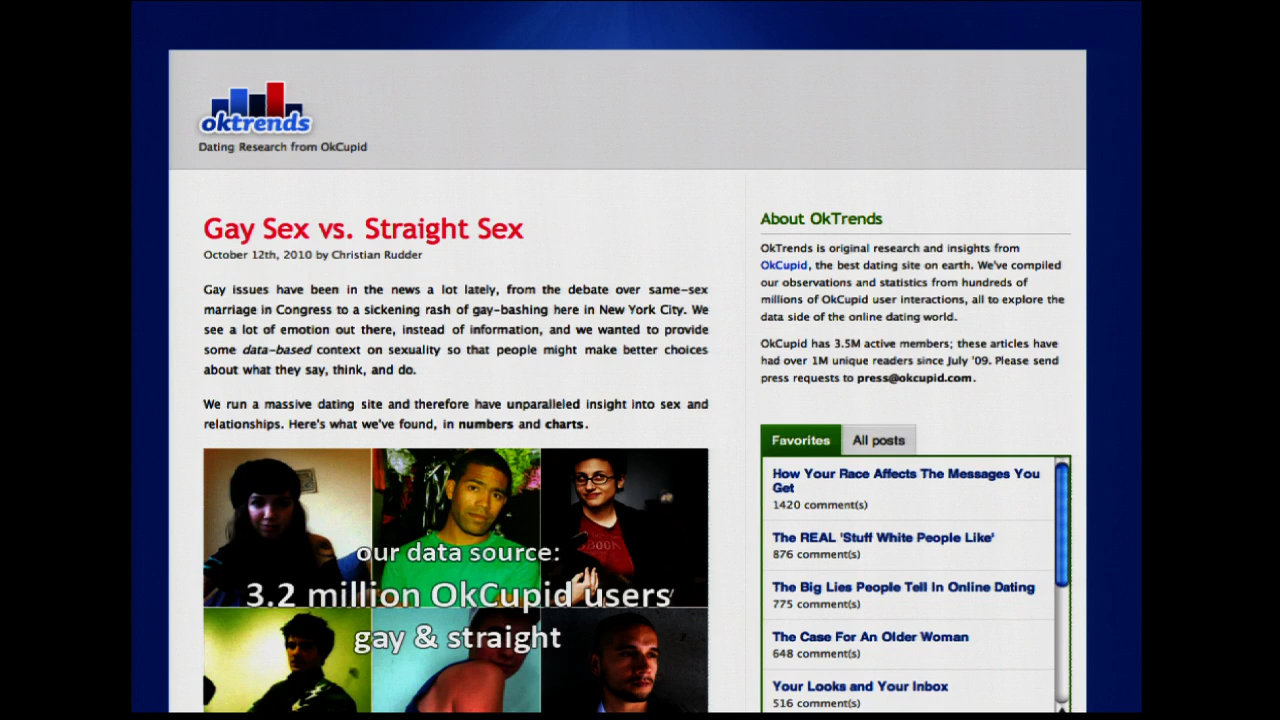 oktrends
Dating Research from OkCupid
Gay Sex vs. Straight Sex
October 12th, 2010 by Christian Rudder
Gay issues have been in the news a lot lately, from the debate over same-sex
marriage in Congress to a sickening rash of gay-bashing here in New York City. We
see a lot of emotion out there, instead of information, and we wanted to provide
some data-based context on sexuality so that people might make better choices
about what they say, think, and do.
We run a massive dating site and therefore have unparalleled insight into sex and
relationships. Here's what we've found, in numbers and charts.
our data source:
3.2 million OkCupid users
gay & straight
About OkTrends
OkTrends is original research and insights from
OkCupid, the best dating site on earth. We've compiled
our observations and statistics from hundreds of
millions of OkCupid user interactions, all to explore the
data side of the online dating world.
OkCupid has 3.5M active members; these articles have
had over 1M unique readers since July '09. Please send
press requests to press@okcupid.com.
Favorites
All posts
How Your Race Affects The Messages You
Get
1420 comment(s)
The REAL 'Stuff White People Like'
876 comment(s)
The Big Lies People Tell In Online Dating
775 comment(s)
The Case For An Older Woman
648 comment(s)
Your Looks and Your Inbox
516 comment(s)